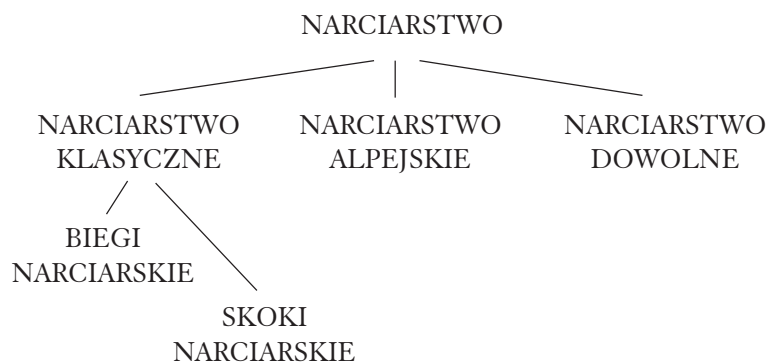 NARCIARSTWO
NARCIARSTWO
KLASYCZNE
NARCIARSTWO
ALPEJSKIE
NARCIARSTWO
DOWOLNE
BIEGI
NARCIARSKIE
SKOKI
NARCIARSKIE